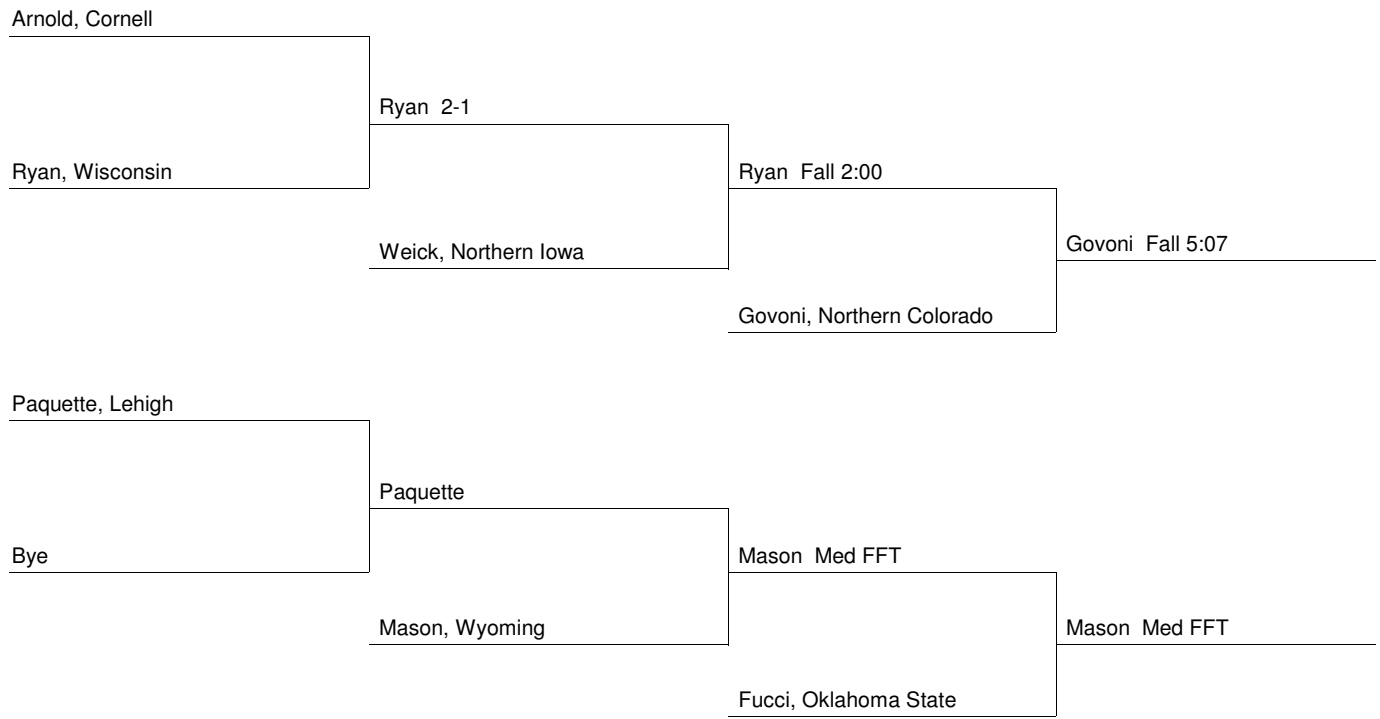 Arnold, Cornell
Ryan 2-1
Ryan, Wisconsin
Ryan Fall 2:00
Weick, Northern Iowa
Govoni Fall 5:07
Govoni, Northern Colorado
Paquette, Lehigh
Paquette
Bye
Mason Med FFT
Mason, Wyoming
Mason Med FFT
Fucci, Oklahoma State